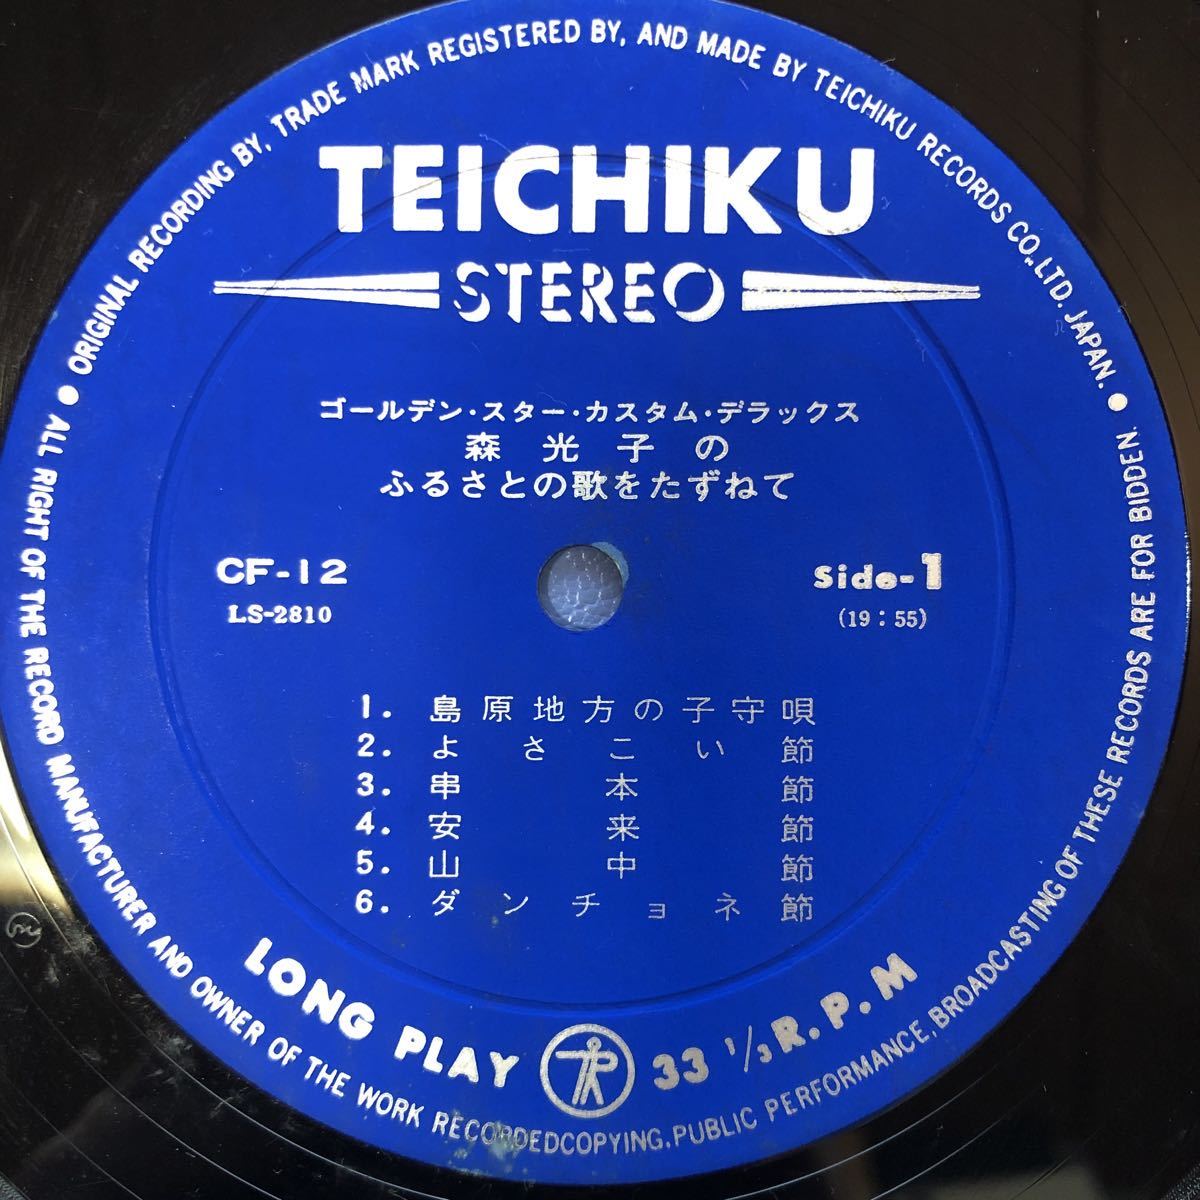 ORIGINAL RECORDING BY, TRADE MARK REGISTERED BY, AND MADE BY TEICHIKU RECORDS CO., LTD. JAPAN.
TEICHIKU
STEREO
ゴールデン・スター・カスタム・デラックス
森光子の
ふるさとの歌をたずねて
CF-12
Side-1
LS-2810
(19:55)
1. 島原地方の子守唄
2. よさこい節
3. 串本節
4. 安来節
5. 山中節
6. ダンチョネ節
LONG PLAY 33 1/3 R.P.M
ALL RIGHT OF THE RECORD MANUFACTURER AND OWNER OF THE WORK RECORDEDCOPYING, PUBLIC PERFORMANCE, BROADCASTING OF THESE RECORDS ARE FOR BIDDEN.